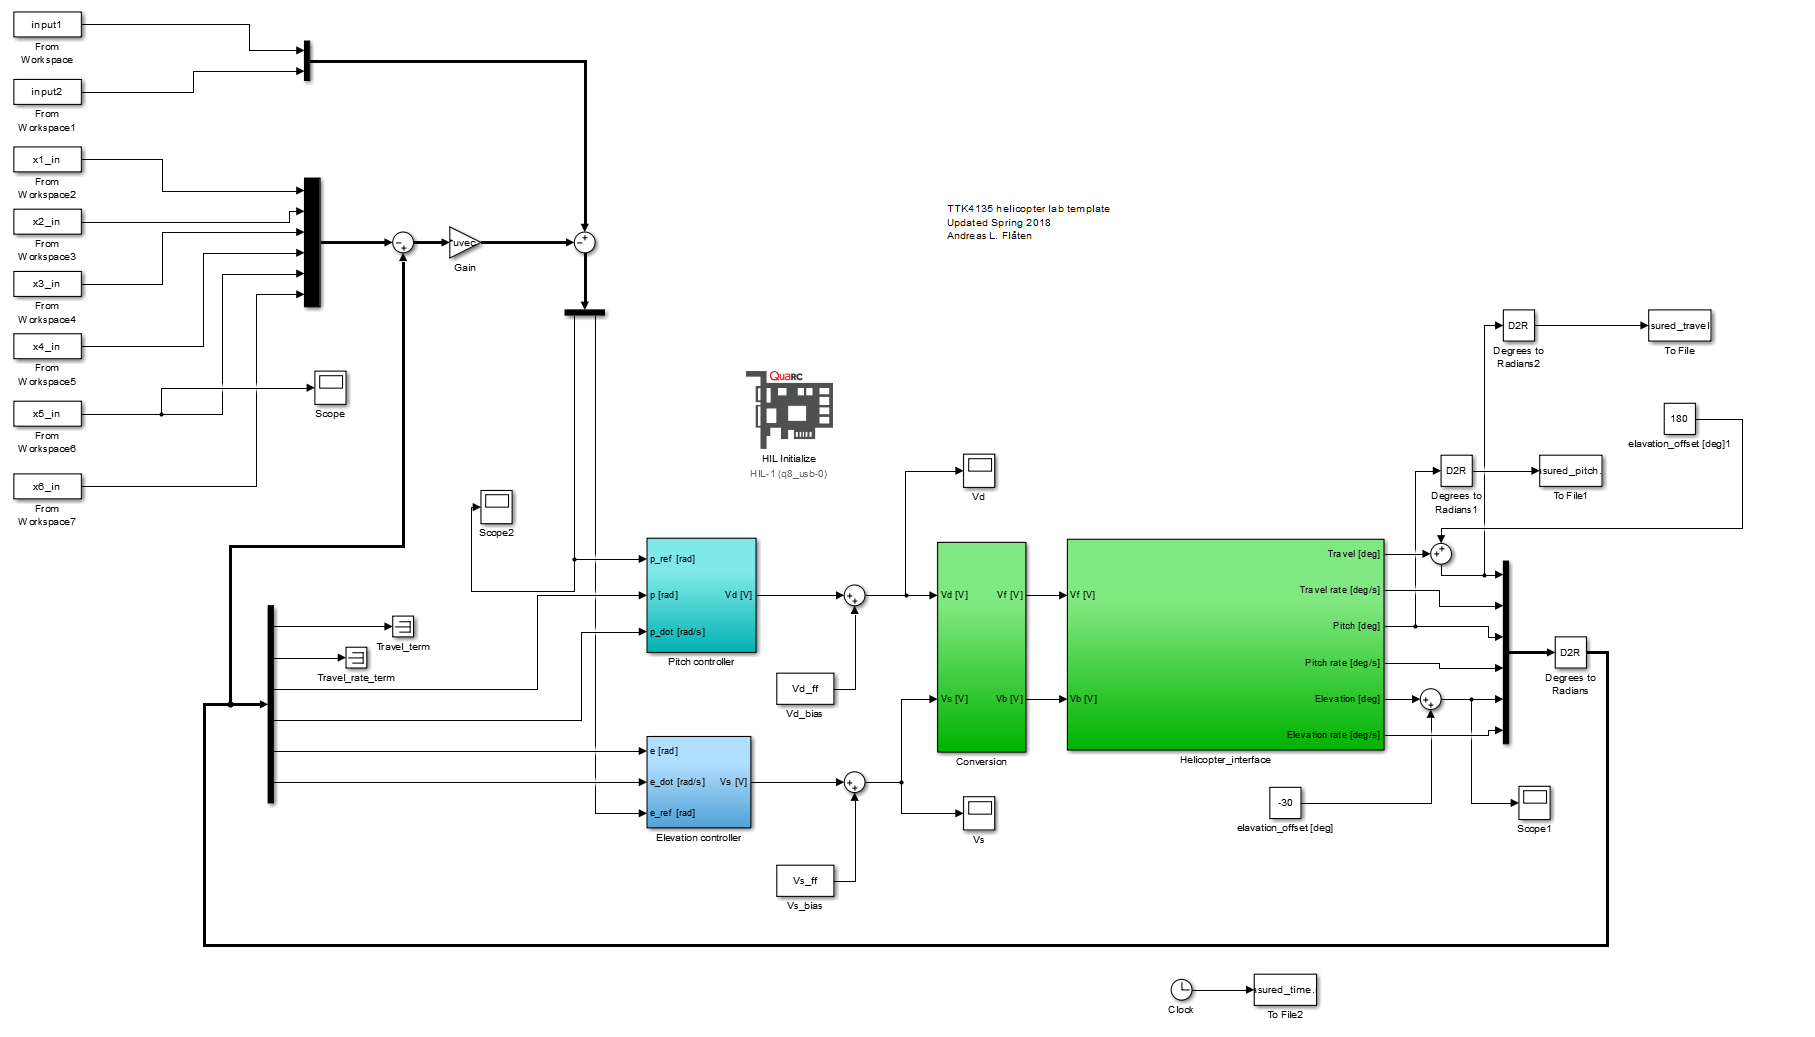 input1
From
Workspace
input2
From
Workspace1
x1_in
From
Workspace2
x2_in
From
Workspace3
x3_in
From
Workspace4
x4_in
From
Workspace5
x5_in
From
Workspace6
x6_in
From
Workspace7
Scope
*uvec
Gain
TTK4135 helicopter lab template
Updated Spring 2018
Andreas L. Flåten
QUARC
HIL Initialize
HIL-1 (q8_usb-0)
Scope2
Travel_term
Travel_rate_term
p_ref [rad]
p [rad]
Vd [V]
p_dot [rad/s]
Pitch controller
e [rad]
e_dot [rad/s]
Vs [V]
e_ref [rad]
Elevation controller
Vd_ff
Vd_bias
Vs_ff
Vs_bias
Vd
Vs
Vd [V]
Vf [V]
Vs [V]
Vb [V]
Conversion
Vf [V]
Vb [V]
Travel [deg]
Travel rate [deg/s]
Pitch [deg]
Pitch rate [deg/s]
Elevation [deg]
Elevation rate [deg/s]
Helicopter_interface
-30
elavation_offset [deg]
D2R
Degrees to
Radians2
sured_travel
To File
180
elavation_offset [deg]1
D2R
Degrees to
Radians1
sured_pitch.
To File1
D2R
Degrees to
Radians
Scope1
Clock
sured_time.
To File2